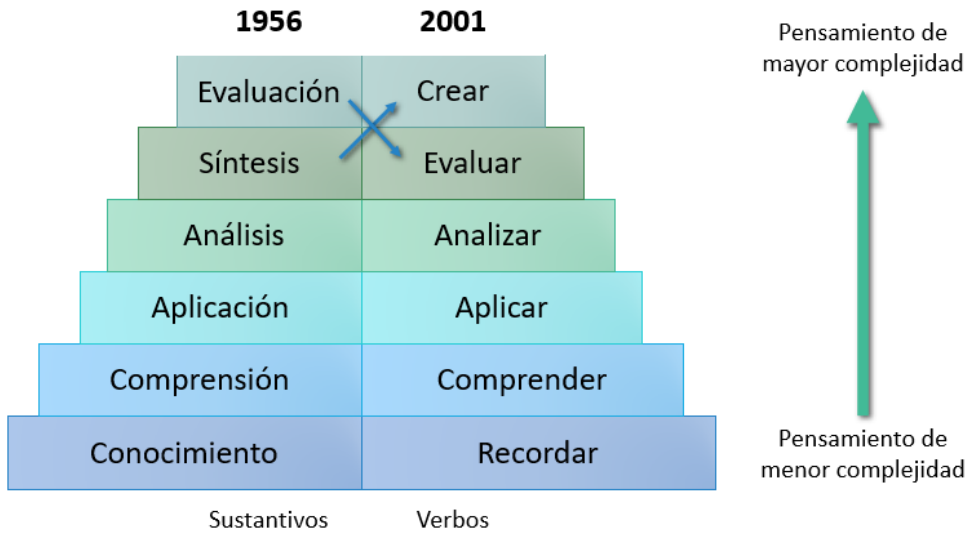 1956 2001
Pensamiento de
mayor complejidad
Evaluación Crear
Síntesis Evaluar
Análisis Analizar
Aplicación Aplicar
Comprensión Comprender
Conocimiento Recordar
Pensamiento de
menor complejidad
Sustantivos Verbos